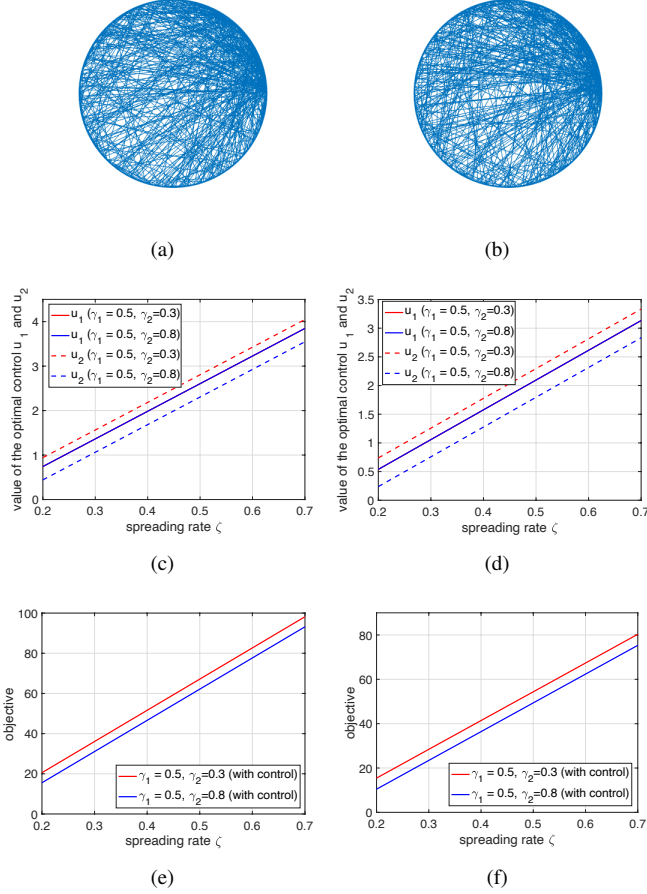 (a)
(b)
value of the optimal control u 1 and u 2
4
3
2
1
0
u1 (γ1 = 0.5, γ2=0.3)
u1 (γ1 = 0.5, γ2=0.8)
u2 (γ1 = 0.5, γ2=0.3)
u2 (γ1 = 0.5, γ2=0.8)
0.2 0.3 0.4 0.5 0.6 0.7
spreading rate ζ
(c)
value of the optimal control u 1 and u 2
3.5
3
2.5
2
1.5
1
0.5
0
u1 (γ1 = 0.5, γ2=0.3)
u1 (γ1 = 0.5, γ2=0.8)
u2 (γ1 = 0.5, γ2=0.3)
u2 (γ1 = 0.5, γ2=0.8)
0.2 0.3 0.4 0.5 0.6 0.7
spreading rate ζ
(d)
objective
100
80
60
40
20
0
γ1 = 0.5, γ2=0.3 (with control)
γ1 = 0.5, γ2=0.8 (with control)
0.2 0.3 0.4 0.5 0.6 0.7
spreading rate ζ
(e)
objective
80
60
40
20
0
γ1 = 0.5, γ2=0.3 (with control)
γ1 = 0.5, γ2=0.8 (with control)
0.2 0.3 0.4 0.5 0.6 0.7
spreading rate ζ
(f)